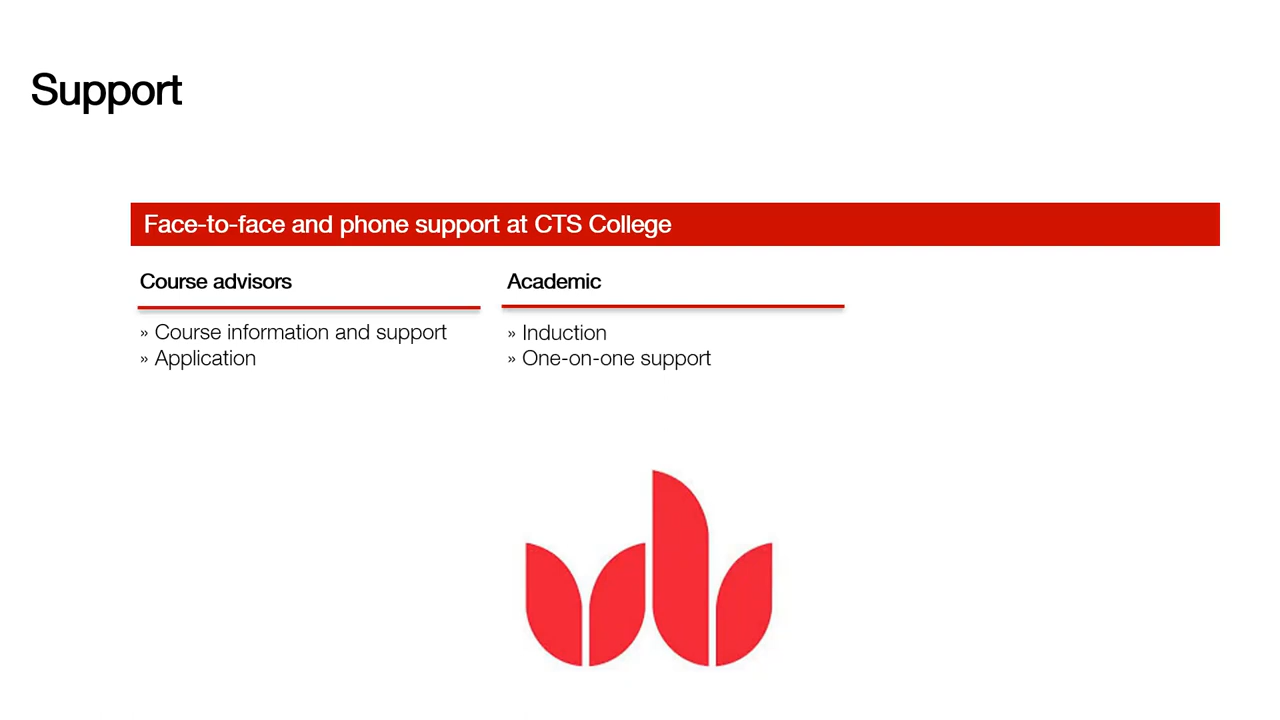 Support
Face-to-face and phone support at CTS College
Course advisors
» Course information and support
» Application
Academic
» Induction
» One-on-one support